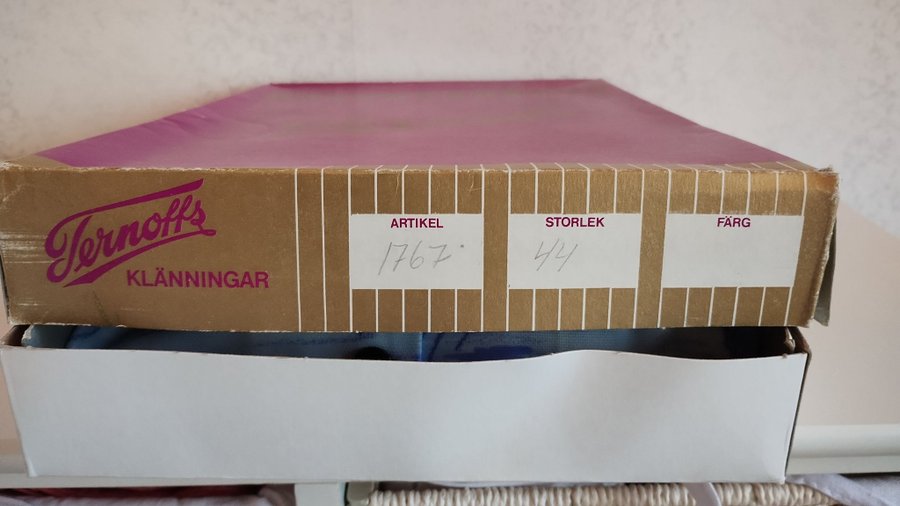 Ternoffs
KLÄNNINGAR
ARTIKEL
1767
STORLEK
44
FÄRG